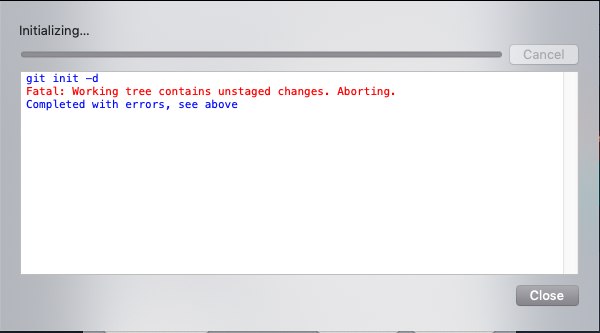 Initializing...
Cancel
git init -d
Fatal: Working tree contains unstaged changes. Aborting.
Completed with errors, see above
Close